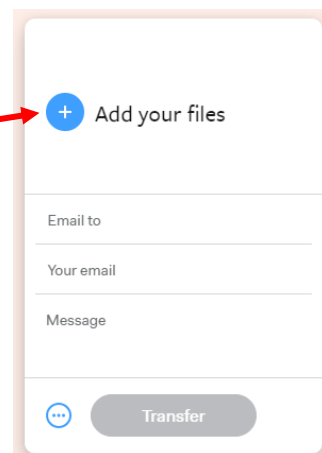 Add your files
Email to
Your email
Message
Transfer